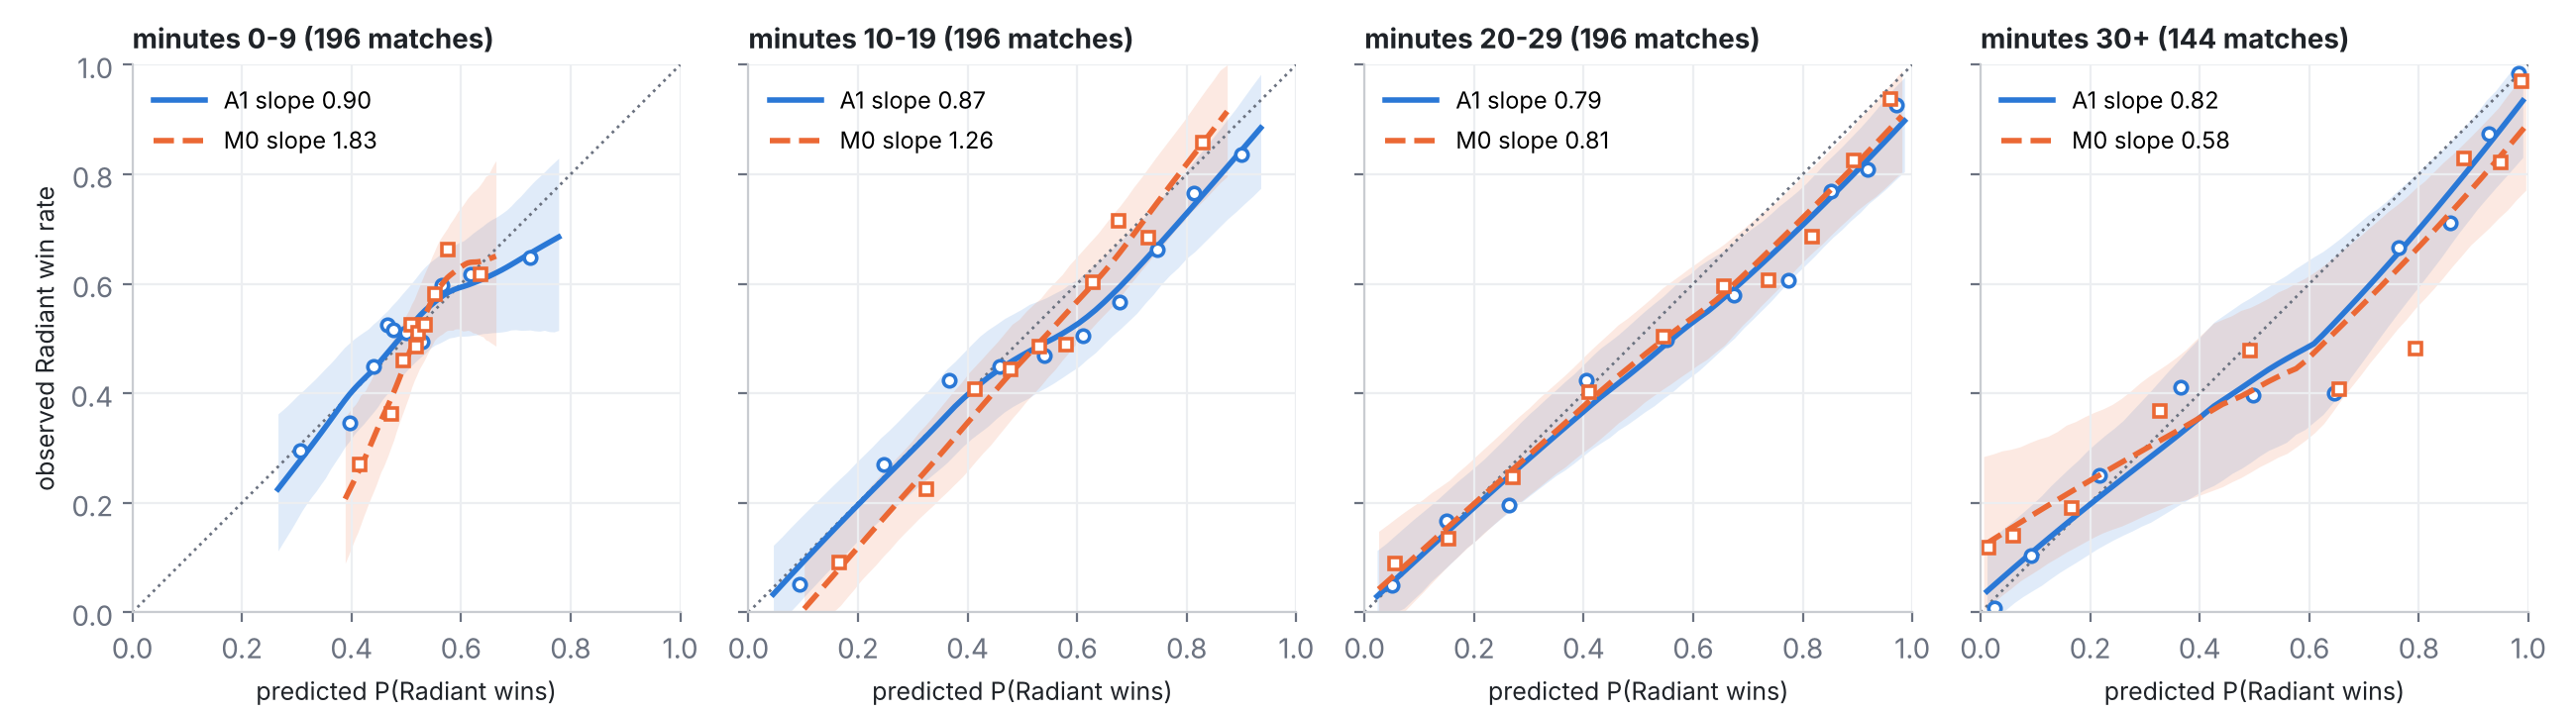 minutes 0-9 (196 matches)
minutes 10-19 (196 matches)
minutes 20-29 (196 matches)
minutes 30+ (144 matches)
A1 slope 0.90
M0 slope 1.83
A1 slope 0.87
M0 slope 1.26
A1 slope 0.79
M0 slope 0.81
A1 slope 0.82
M0 slope 0.58
observed Radiant win rate
1.0
0.8
0.6
0.4
0.2
0.0
0.0 0.2 0.4 0.6 0.8 1.0
0.0 0.2 0.4 0.6 0.8 1.0
0.0 0.2 0.4 0.6 0.8 1.0
0.0 0.2 0.4 0.6 0.8 1.0
predicted P(Radiant wins)
predicted P(Radiant wins)
predicted P(Radiant wins)
predicted P(Radiant wins)